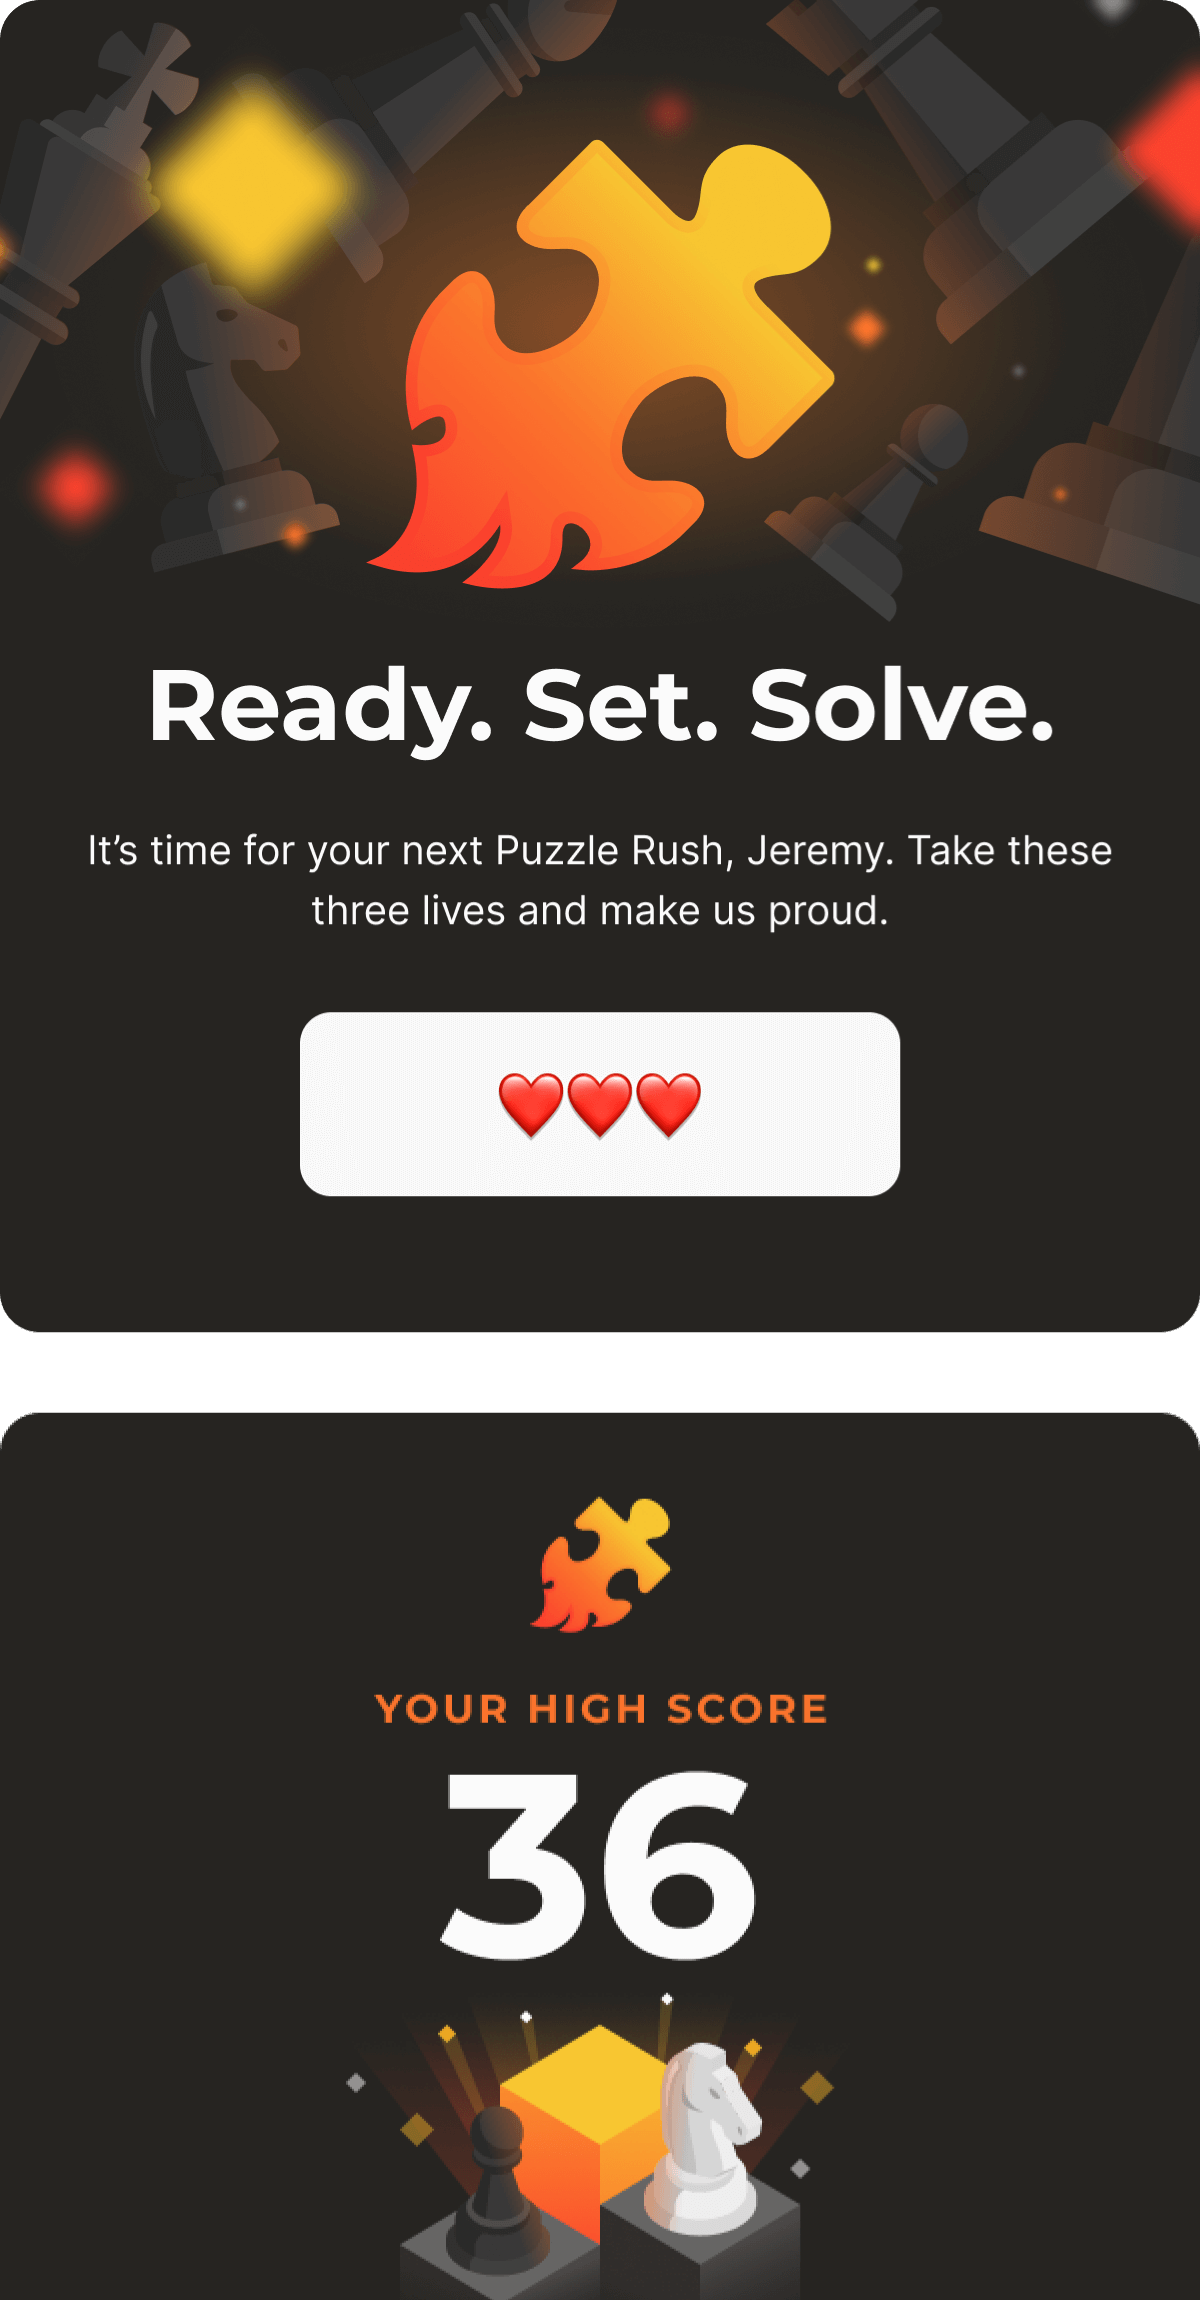 Ready. Set. Solve.
It’s time for your next Puzzle Rush, Jeremy. Take these
three lives and make us proud.
❤️❤️❤️
YOUR HIGH SCORE
36